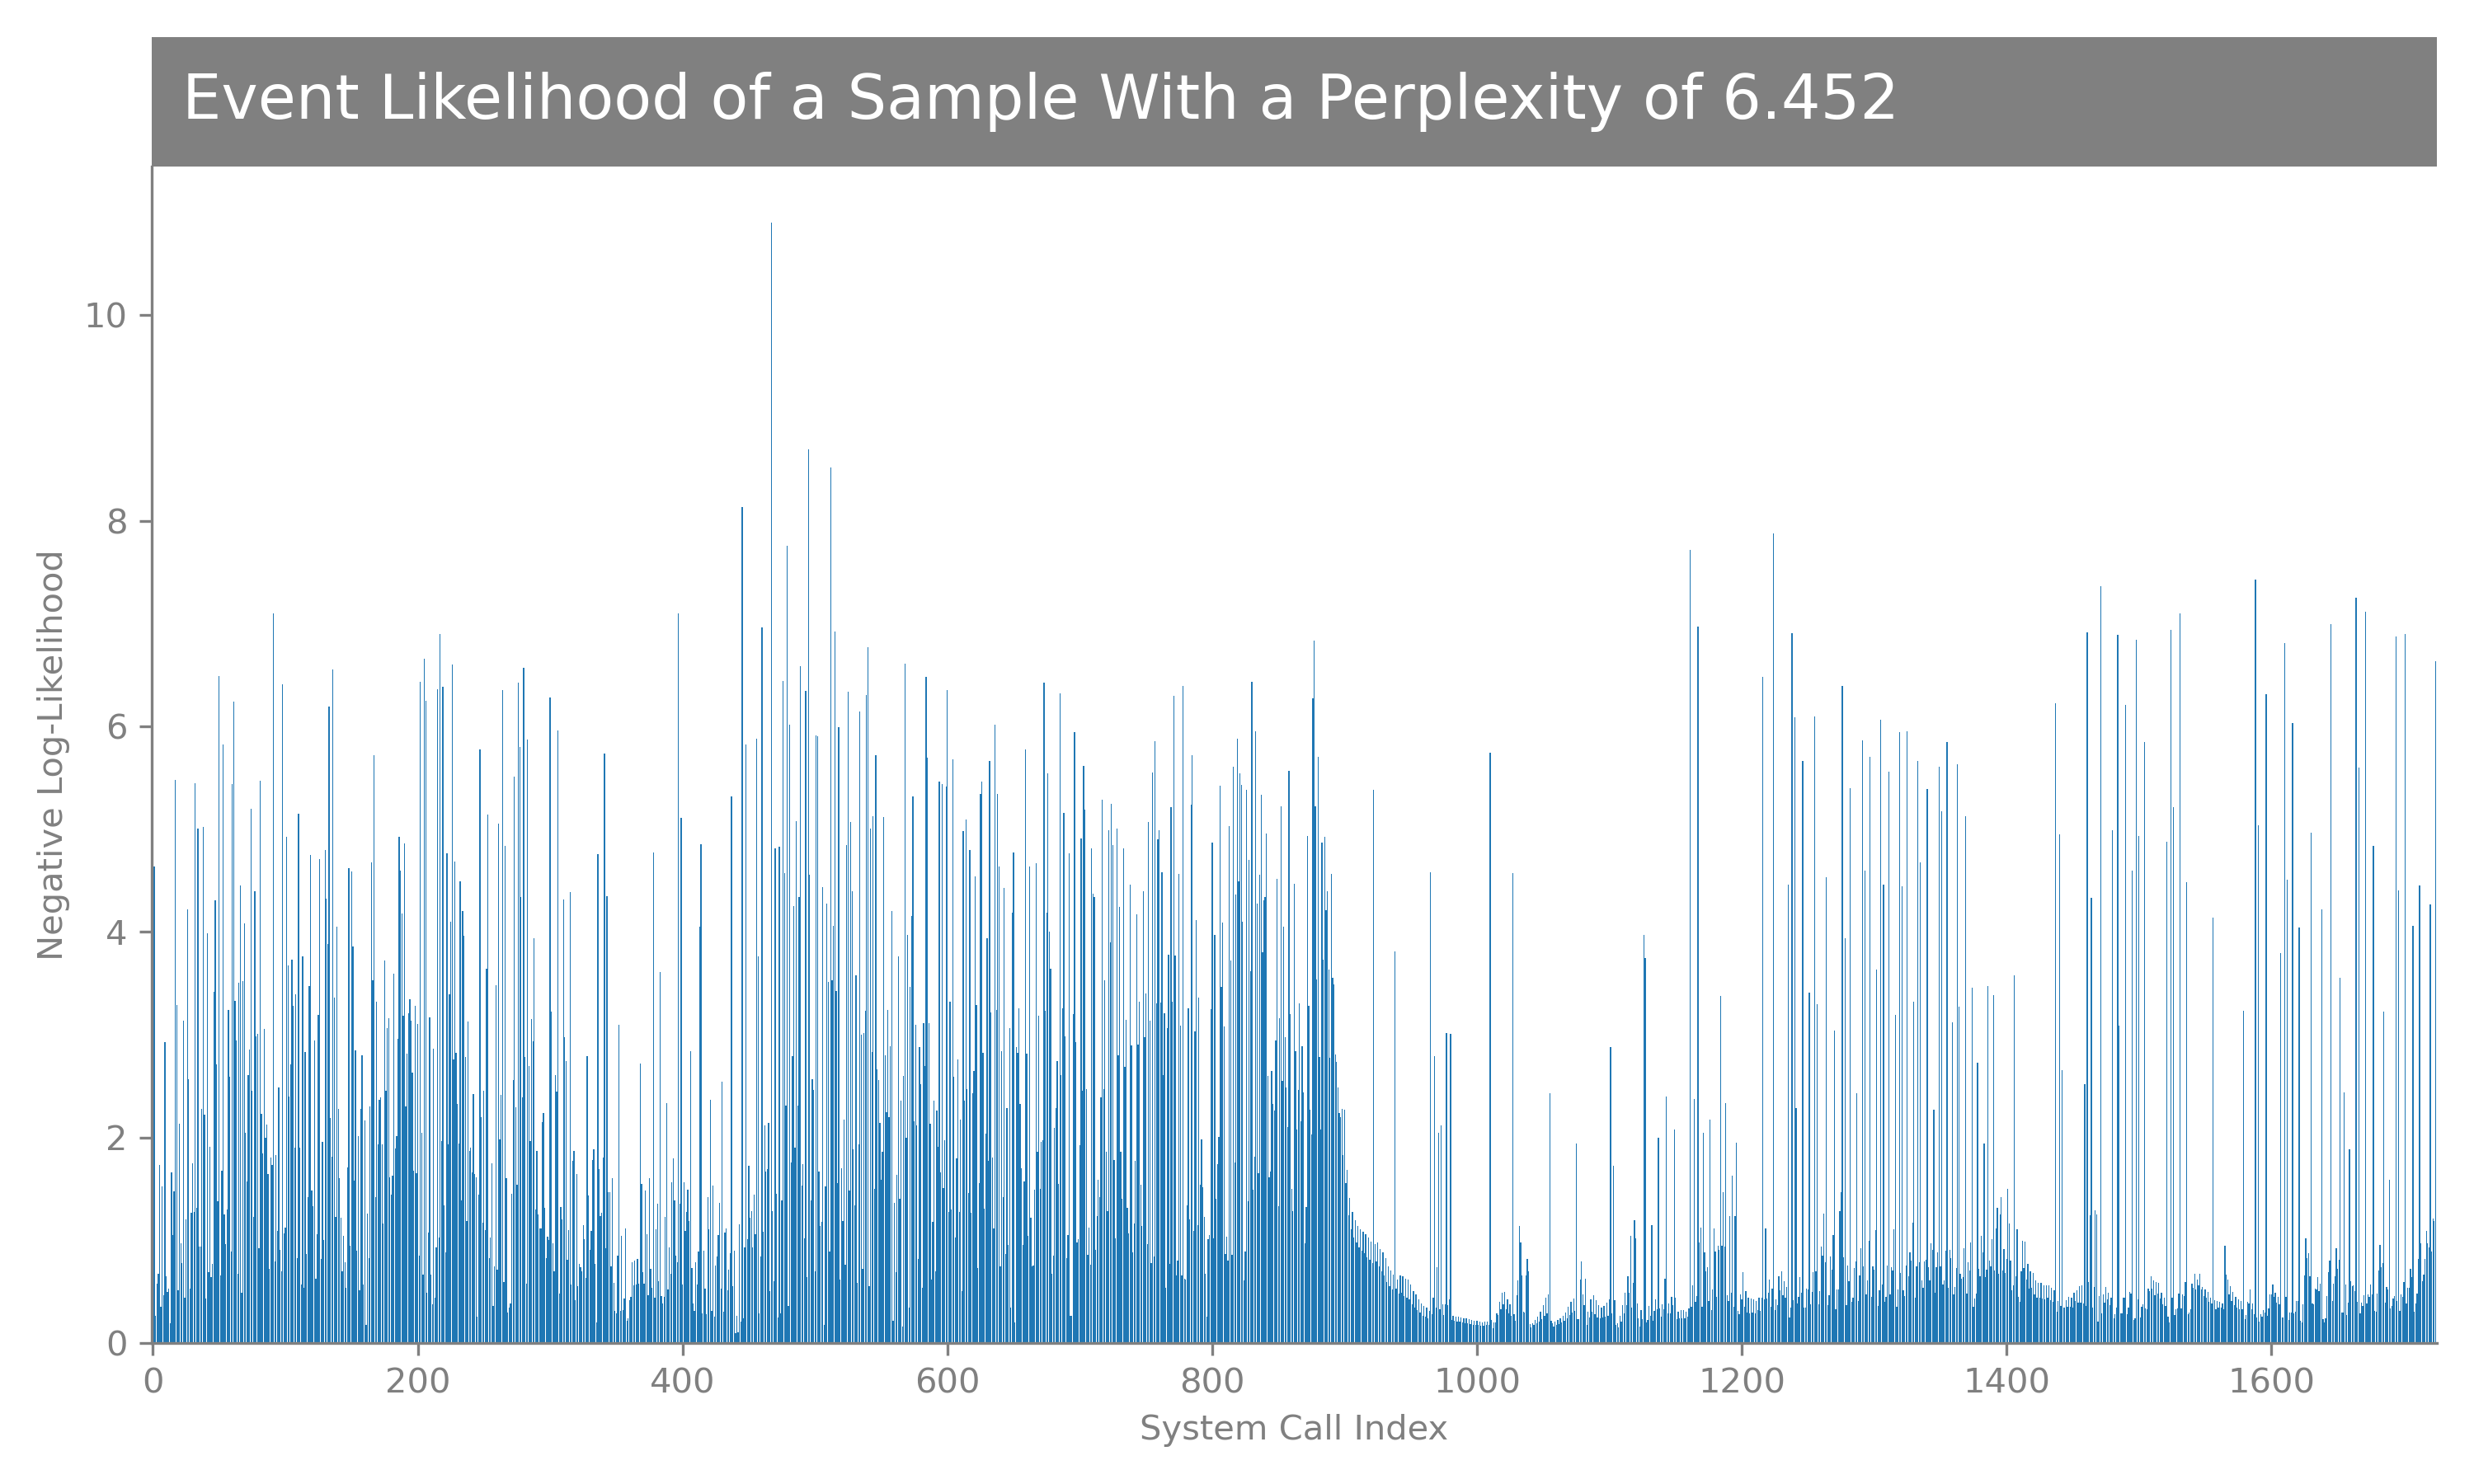 Event Likelihood of a Sample With a Perplexity of 6.452
10
8
6
4
2
0
Negative Log-Likelihood
0 200 400 600 800 1000 1200 1400 1600
System Call Index